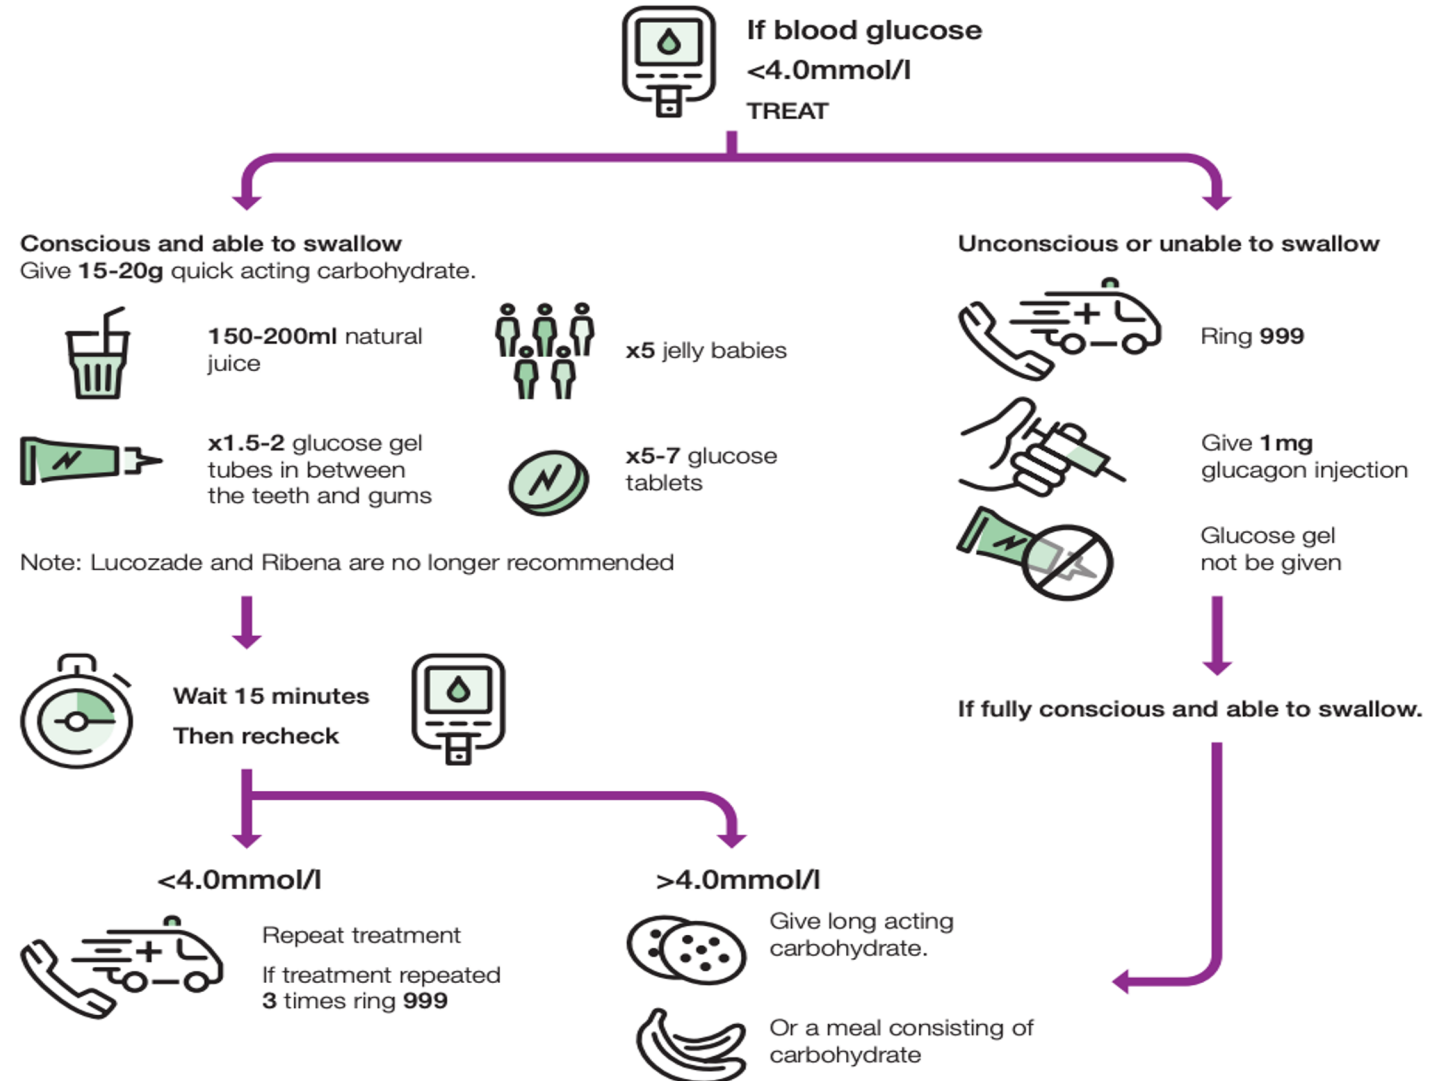 If blood glucose
<4.0mmol/l
TREAT
Conscious and able to swallow
Give 15-20g quick acting carbohydrate.
150-200ml natural
juice
x5 jelly babies
x1.5-2 glucose gel
tubes in between
the teeth and gums
x5-7 glucose
tablets
Note: Lucozade and Ribena are no longer recommended
Wait 15 minutes
Then recheck
<4.0mmol/l
Repeat treatment
If treatment repeated
3 times ring 999
>4.0mmol/l
Give long acting
carbohydrate.
Or a meal consisting of
carbohydrate
Unconscious or unable to swallow
Ring 999
Give 1mg
glucagon injection
Glucose gel
not be given
If fully conscious and able to swallow.